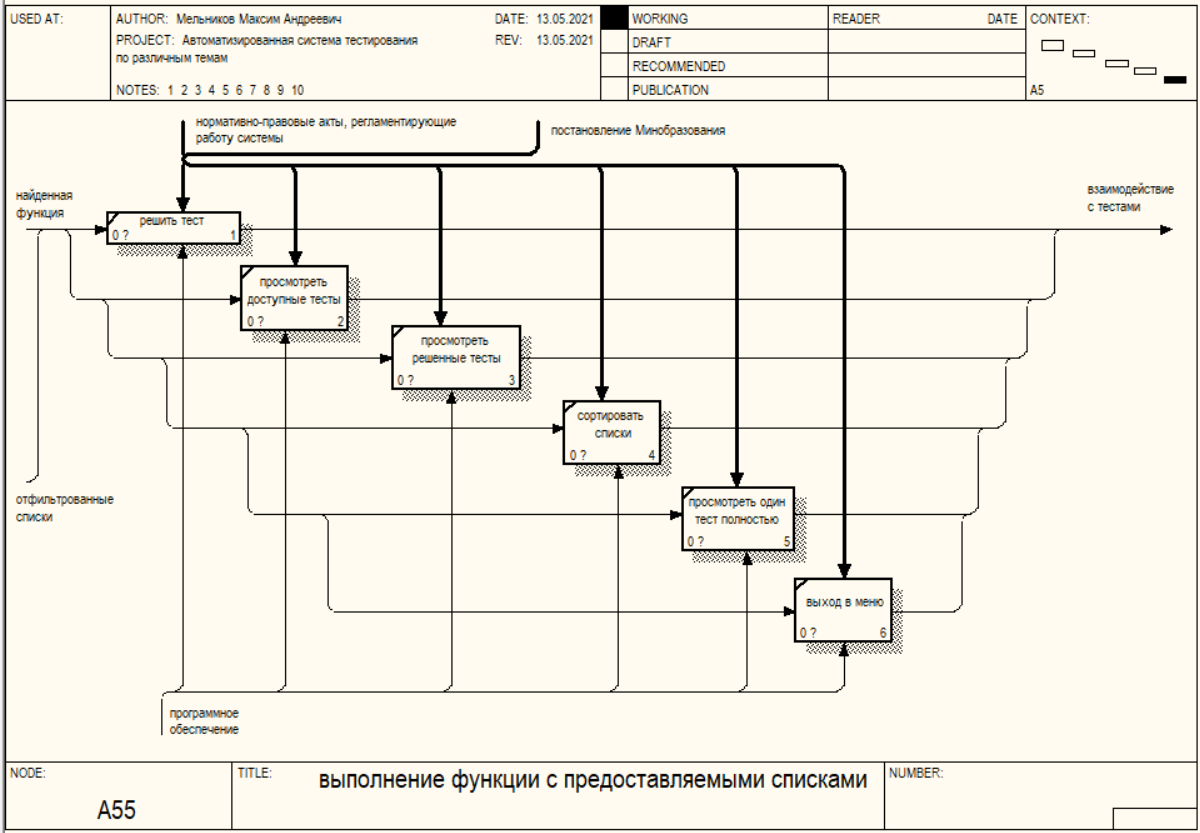 USED AT:
AUTHOR: Мельников Максим Андреевич
DATE: 13.05.2021
PROJECT: Автоматизированная система тестирования
по различным темам
REV: 13.05.2021
NOTES: 1 2 3 4 5 6 7 8 9 10
WORKING
DRAFT
RECOMMENDED
PUBLICATION
READER
DATE
CONTEXT:
A5
нормативно-правовые акты, регламентирующие
работу системы
постановление Минобразования
найденная
функция
взаимодействие
с тестами
решить тест
0 ?
1
просмотреть
доступные тесты
0 ?
2
просмотреть
решенные тесты
0 ?
3
сортировать
списки
0 ?
4
отфильтрованные
списки
просмотреть один
тест полностью
0 ?
5
выход в меню
0 ?
6
программное
обеспечение
NODE:
A55
TITLE:
выполнение функции с предоставляемыми списками
NUMBER: